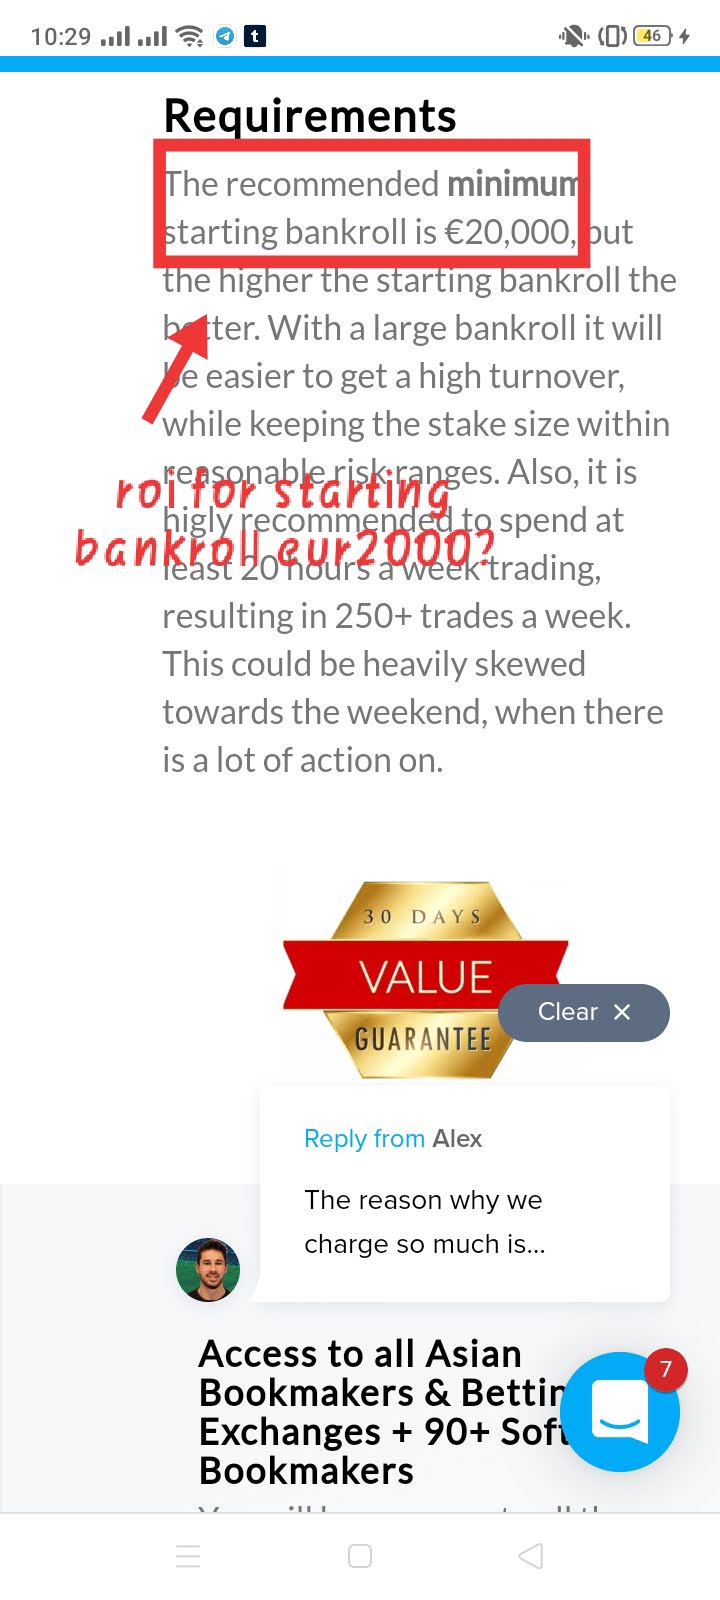 10:29
t
46
Requirements
The recommended minimum
starting bankroll is €20,000, but
the higher the starting bankroll the
better. With a large bankroll it will
be easier to get a high turnover,
while keeping the stake size within
reasonable risk ranges. Also, it is
roi for starting
higly recommended to spend at
bankroll eur2000?
least 20 hours a week trading,
resulting in 250+ trades a week.
This could be heavily skewed
towards the weekend, when there
is a lot of action on.
30 DAYS
VALUE
Clear ×
GUARANTEE
Reply from Alex
The reason why we
charge so much is...
Access to all Asian
7
Bookmakers & Bettin
Exchanges + 90+ Soft
Bookmakers